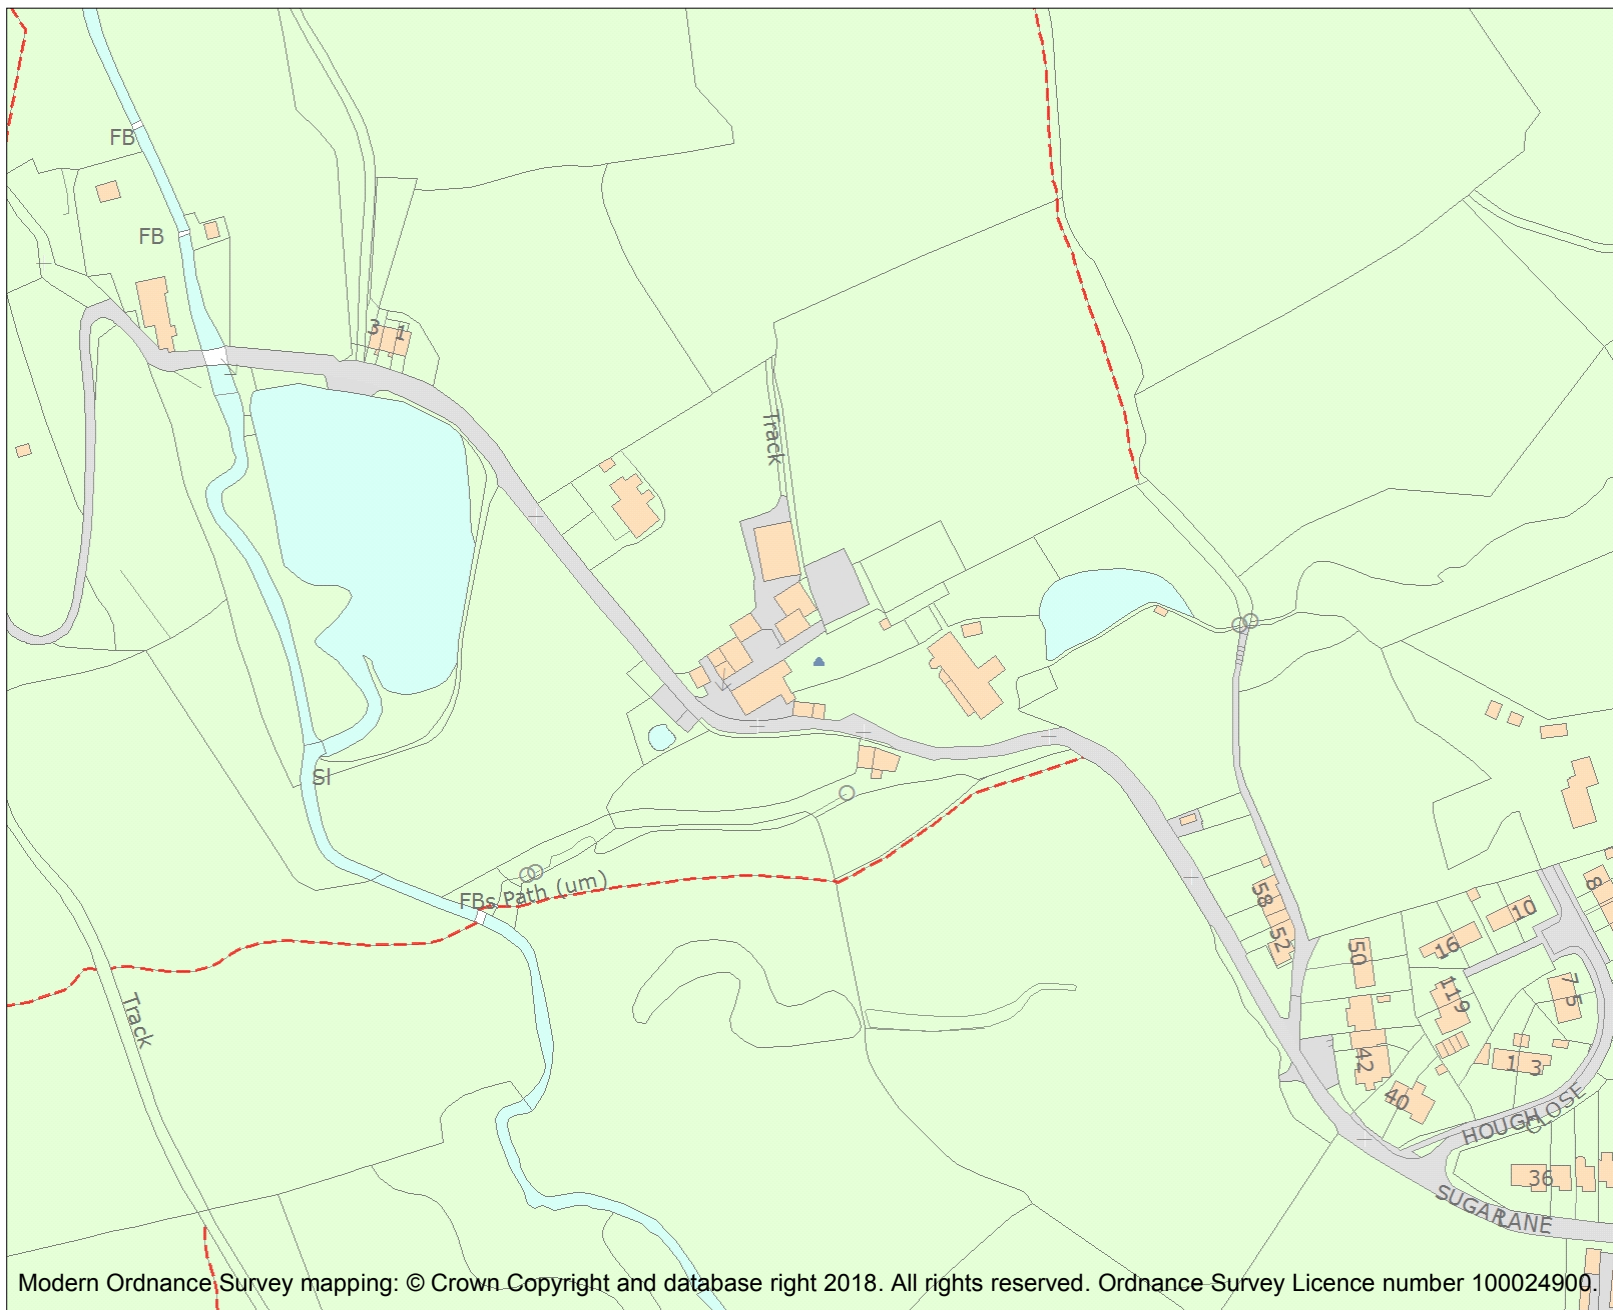 FB
FB
3 1
Track
Sl
FBs Path (um)
Track
58
52
50
42
40
16
10
8
119
7 5
1 3
HOUGH CLOSE
36
SUGAR LANE
Modern Ordnance Survey mapping: © Crown Copyright and database right 2018. All rights reserved. Ordnance Survey Licence number 100024900.